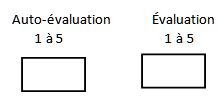 Auto-évaluation Évaluation
1 à 5 1 à 5